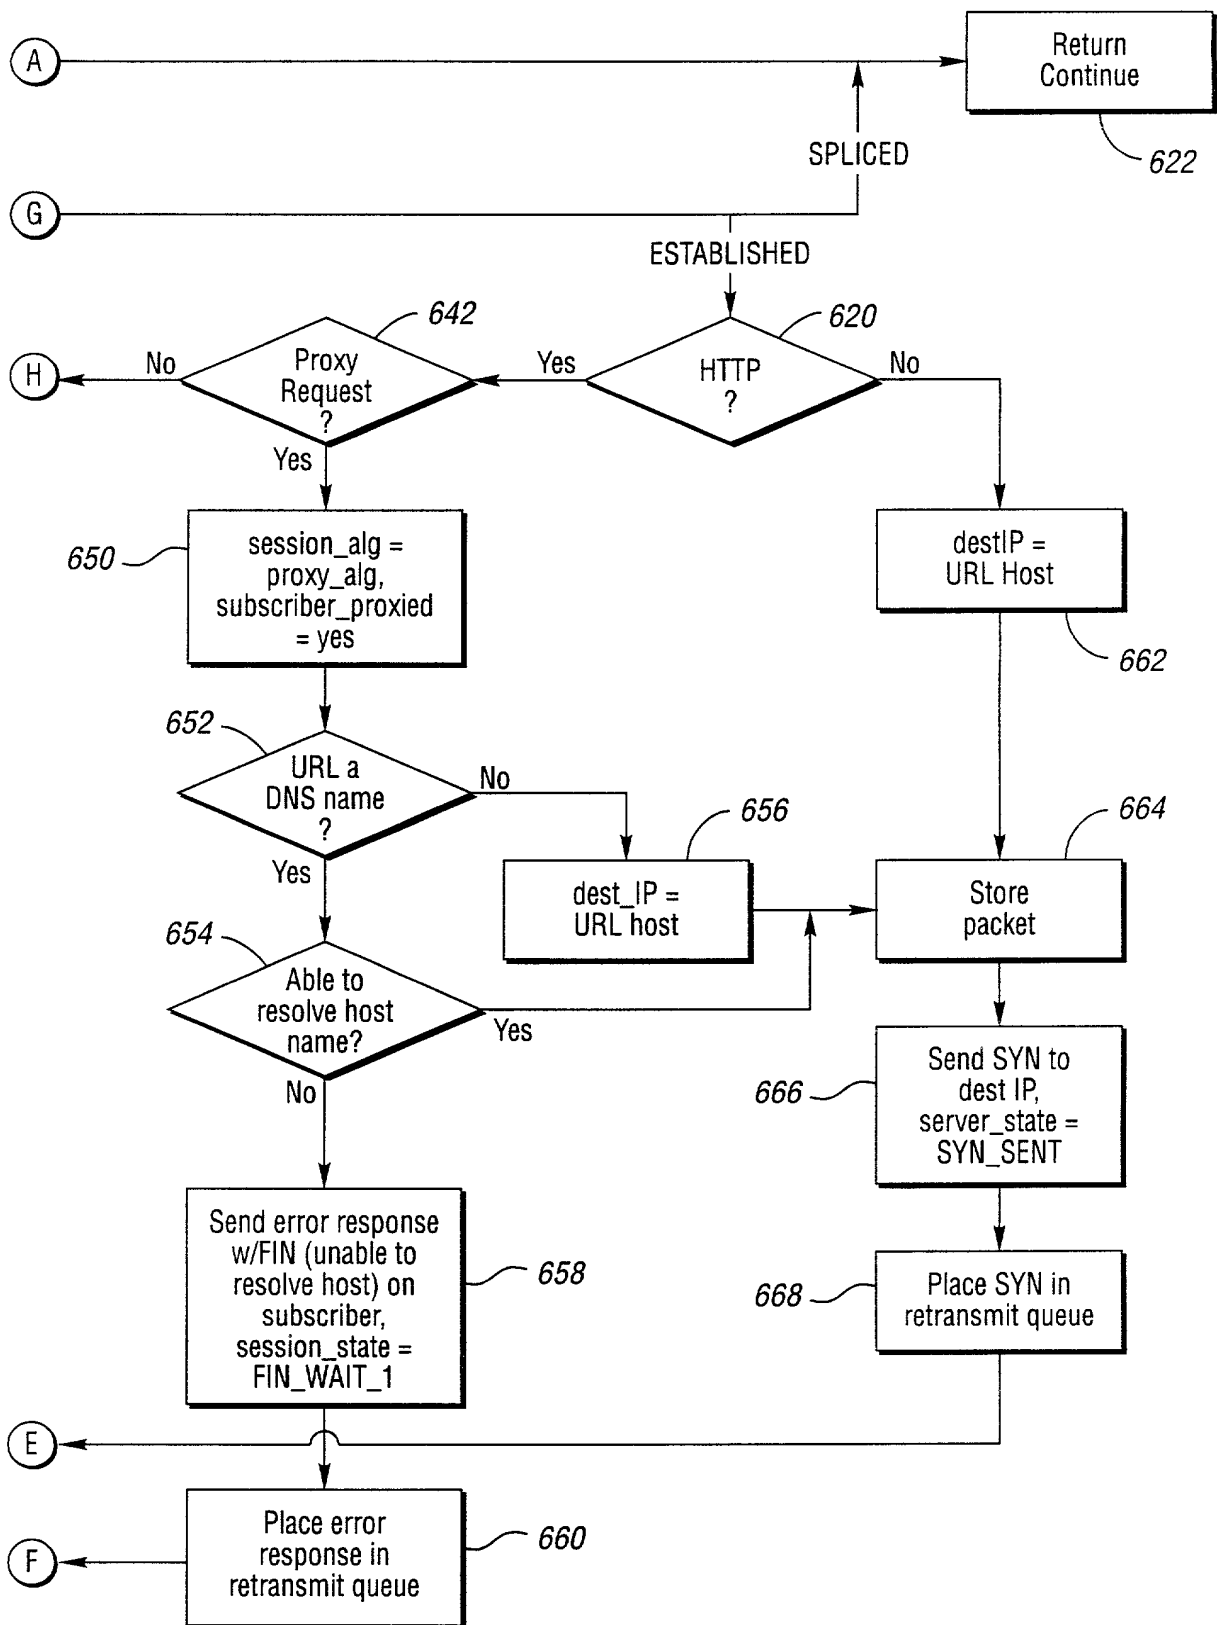 A
Return
Continue
622
SPLICED
G
ESTABLISHED
642
620
H
No
Proxy
Request
?
Yes
HTTP
?
No
Yes
650
session_alg =
proxy_alg,
subscriber_proxied
= yes
destIP =
URL Host
662
652
URL a
DNS name
?
No
Yes
656
dest_IP =
URL host
664
Store
packet
654
Able to
resolve host
name?
Yes
No
666
Send SYN to
dest IP,
server_state =
SYN_SENT
Send error response
w/FIN (unable to
resolve host) on
subscriber,
session_state =
FIN_WAIT_1
658
668
Place SYN in
retransmit queue
E
Place error
response in
retransmit queue
660
F